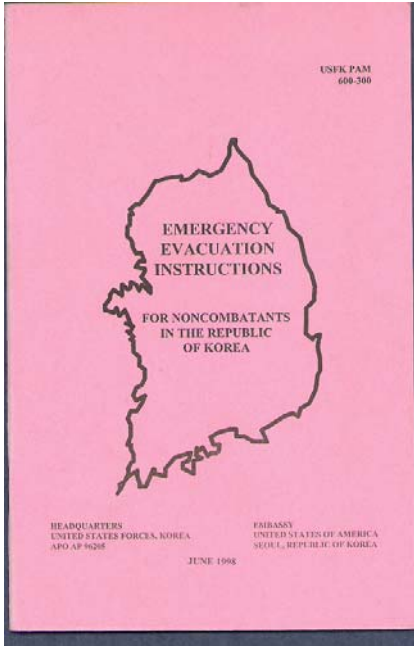 USFK PAM
600-300
EMERGENCY
EVACUATION
INSTRUCTIONS
FOR NONCOMBATANTS
IN THE REPUBLIC
OF KOREA
HEADQUARTERS
UNITED STATES FORCES, KOREA
APO AP 96205
EMBASSY
UNITED STATES OF AMERICA
SEOUL, REPUBLIC OF KOREA
JUNE 1998